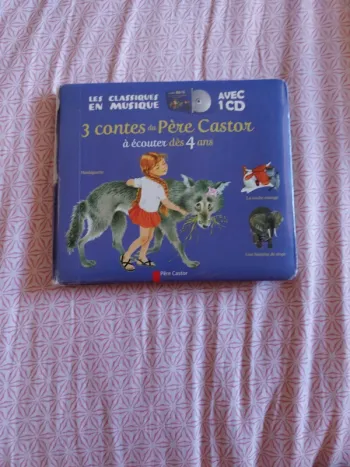 LES CLASSIQUES
EN MUSIQUE
AVEC
1 CD
3 contes du Père Castor
à écouter dès 4 ans
Père Castor